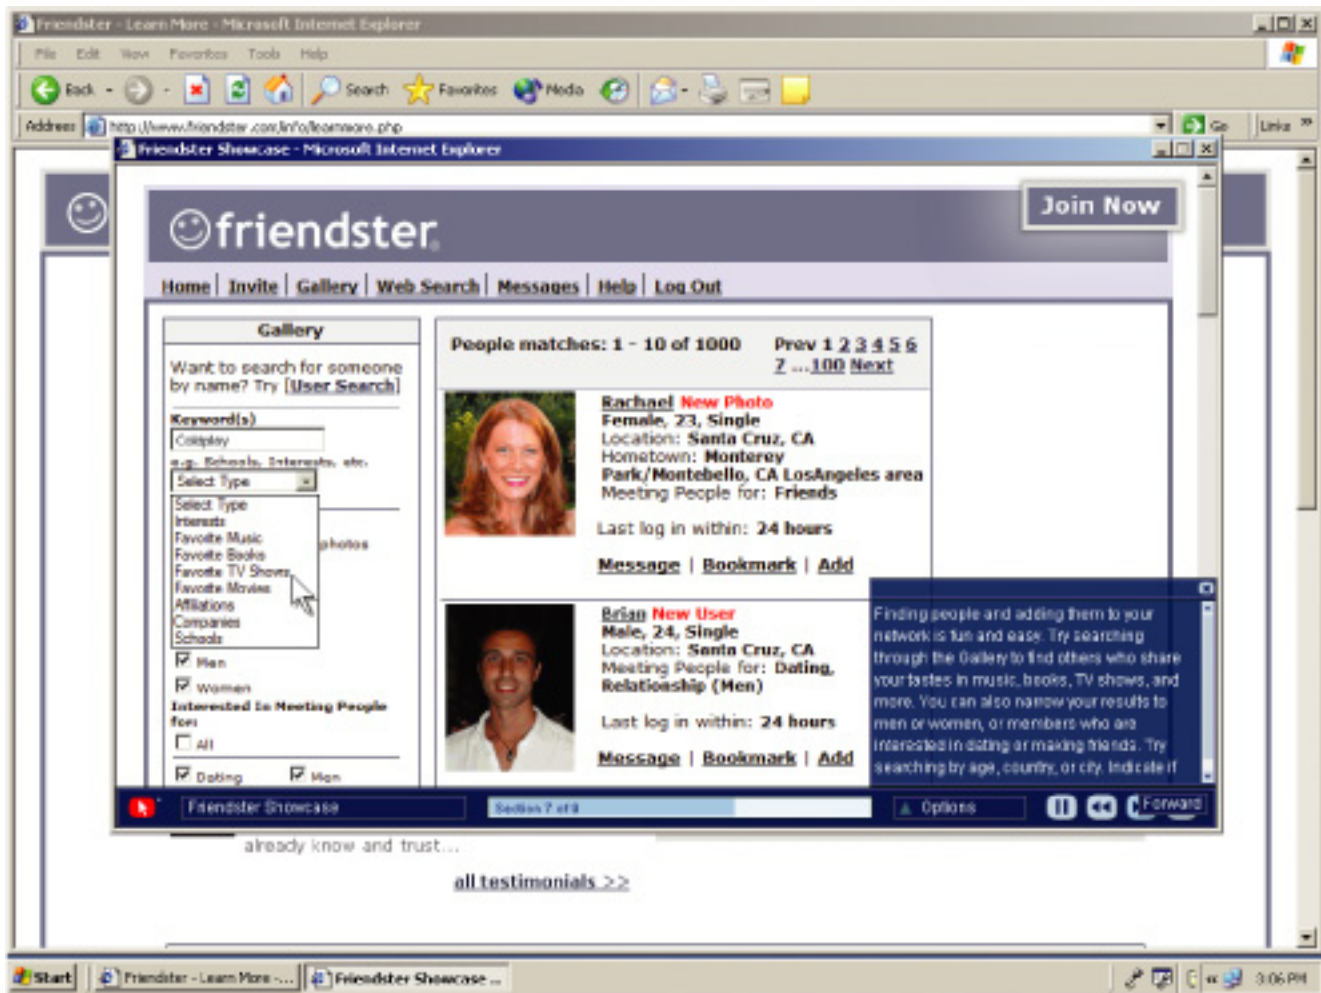 Friendster - Learn More - Microsoft Internet Explorer
File Edit View Favorites Tools Help
Back Search Favorites Media
Address http://www.friendster.com/info/learnmore.php Go Links »
Friendster Showcase - Microsoft Internet Explorer
friendster®
Join Now
Home | Invite | Gallery | Web Search | Messages | Help | Log Out
Gallery
Want to search for someone
by name? Try [User Search]
Keyword(s)
Coldplay
e.g. Schools, Interests, etc.
Select Type
Select Type
Interests
Favorite Music
Favorite Books
Favorite TV Shows
Favorite Movies
Affiliations
Companies
Schools
photos
Men
Women
Interested In Meeting People
for:
All
Dating Men
People matches: 1 - 10 of 1000
Prev 1 2 3 4 5 6
7 ...100 Next
Rachael New Photo
Female, 23, Single
Location: Santa Cruz, CA
Hometown: Monterey
Park/Montebello, CA LosAngeles area
Meeting People for: Friends
Last log in within: 24 hours
Message | Bookmark | Add
Brian New User
Male, 24, Single
Location: Santa Cruz, CA
Meeting People for: Dating,
Relationship (Men)
Last log in within: 24 hours
Message | Bookmark | Add
Finding people and adding them to your
network is fun and easy. Try searching
through the Gallery to find others who share
your tastes in music, books, TV shows, and
more. You can also narrow your results to
men or women, or members who are
interested in dating or making friends. Try
searching by age, country, or city. Indicate if
Friendster Showcase
Section 7 of 9
Options
Forward
already know and trust...
all testimonials >>
Start
Friendster - Learn More -...
Friendster Showcase ...
3:06 PM